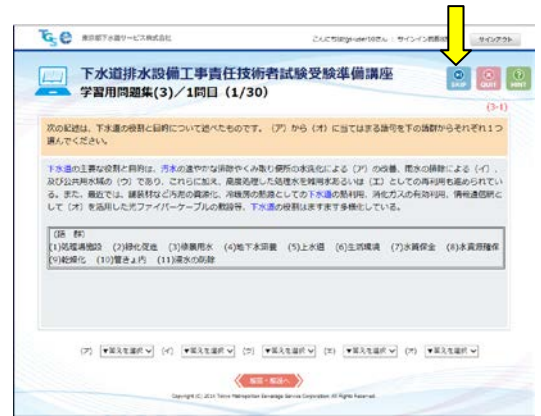 TGS e 東京都下水道サービス株式会社
こんにちは さん : サインイン サインアウト
下水道排水設備工事責任技術者試験受験準備講座
学習用問題集(3)/1問目 (1/30)
SKIP QUIT HINT
(3-1)
次の記述は、下水道の役割と目的について述べたものです。(ア) から (オ) に当てはまる語句を下の語群からそれぞれ1つ
選んでください。
下水道の主要な役割と目的は、汚水の速やかな排除やくみ取り便所の水洗化による (ア) の改善、雨水の排除による (イ) 、
及び公共用水域の (ウ) であり、これらに加え、高度処理した処理水を雑用水あるいは (エ) としての再利用も進められてい
る。また、最近では、建設材など汚泥の資源化、冷暖房の熱源としての下水道の熱利用、消化ガスの有効利用、情報通信網と
して (オ) を活用した光ファイバーケーブルの敷設等、下水道の役割はますます多様化している。
(語 群)
(1)処理場施設 (2)緑化促進 (3)修景用水 (4)地下水涵養 (5)上水道 (6)生活環境 (7)水質保全 (8)水資源確保
(9)乾燥化 (10)管きょ内 (11)浸水の防除
(ア) ▼答えを選択 (イ) ▼答えを選択 (ウ) ▼答えを選択 (エ) ▼答えを選択 (オ) ▼答えを選択
解答・解説へ
Copyright (C) 2014 Tokyo Metropolitan Sewerage Service Corporation All Rights Reserved.